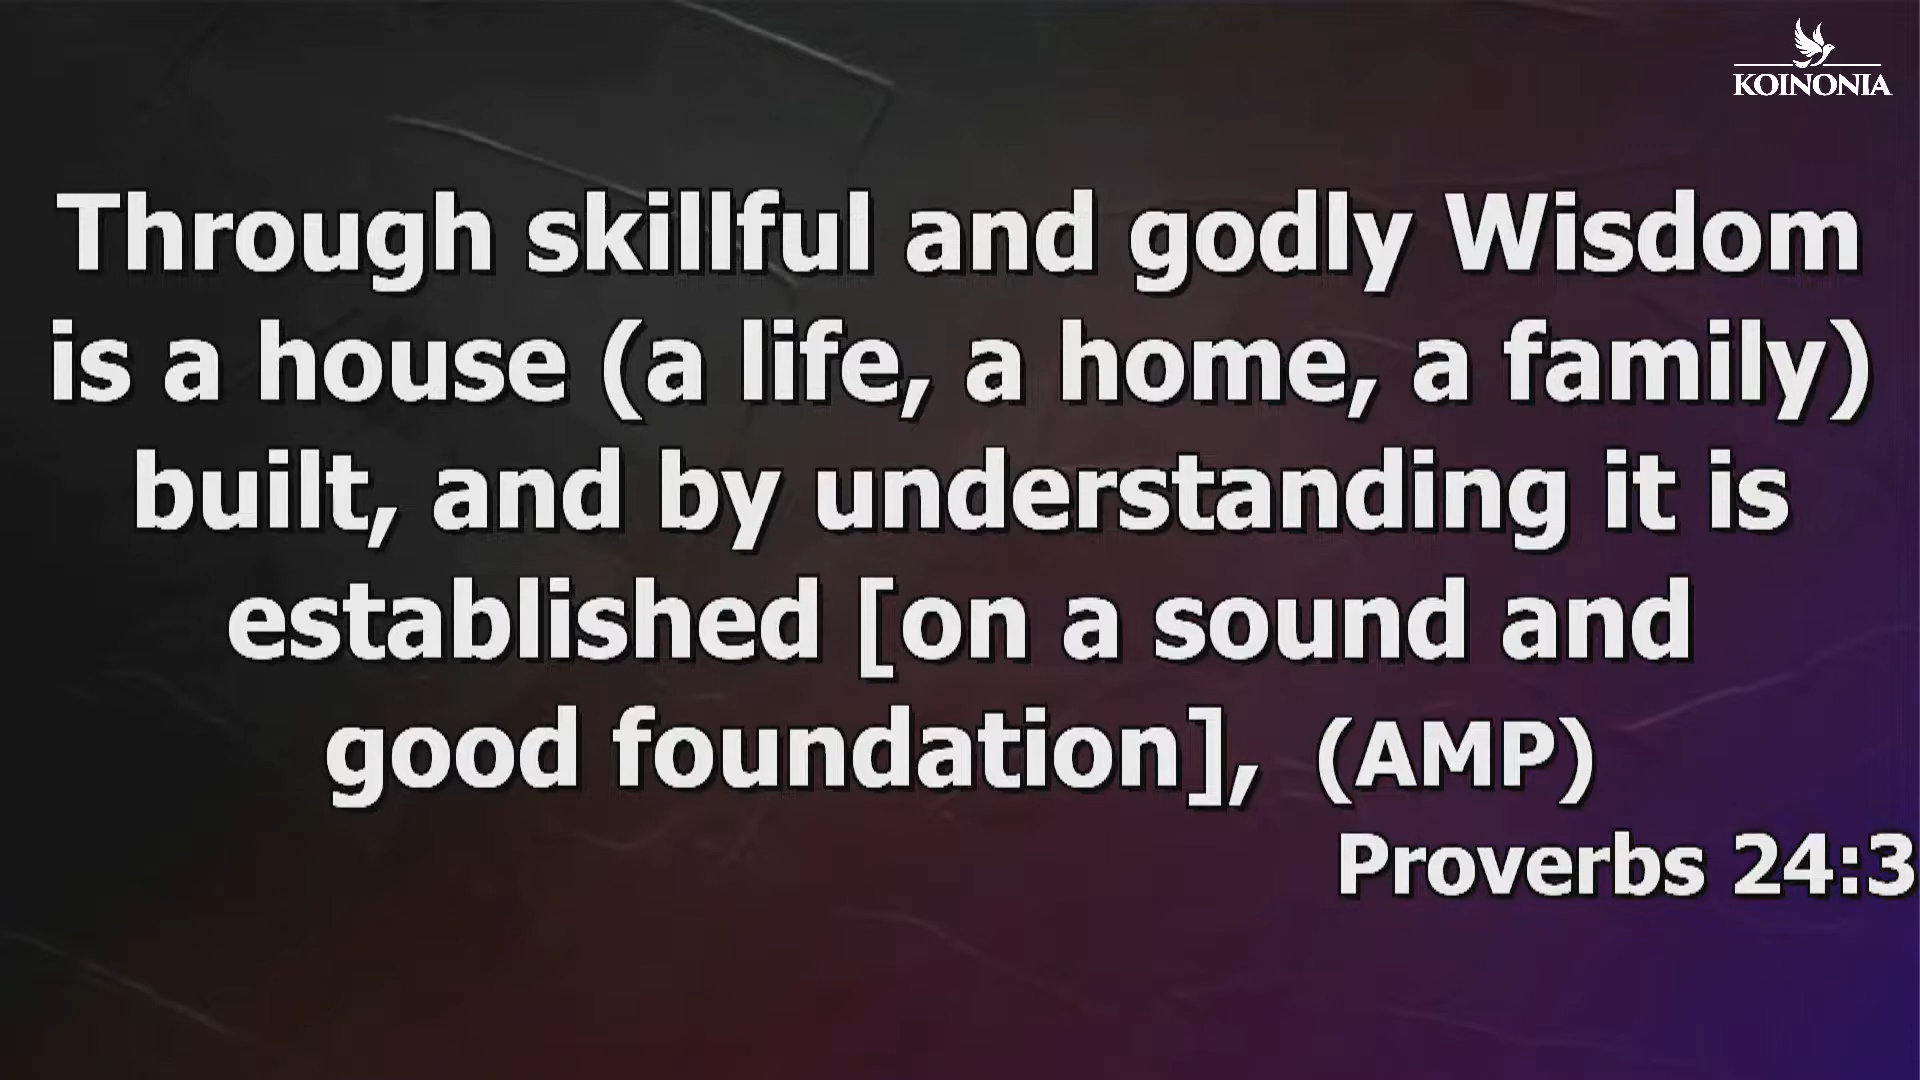 KOINONIA
Through skillful and godly Wisdom
is a house (a life, a home, a family)
built, and by understanding it is
established [on a sound and
good foundation], (AMP)
Proverbs 24:3